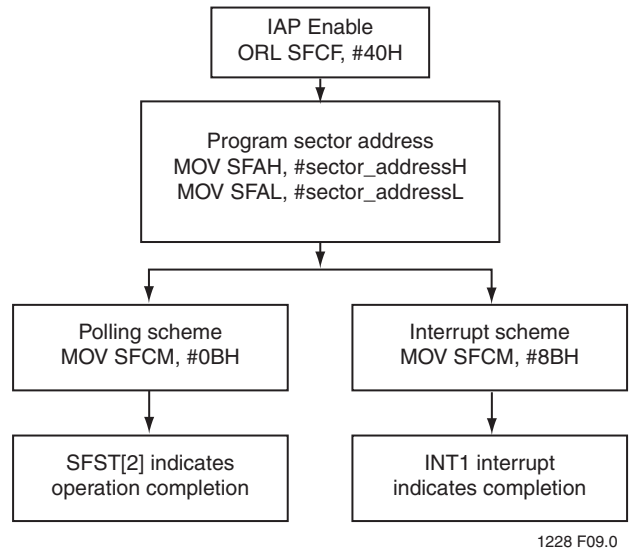 IAP Enable
ORL SFCF, #40H
Program sector address
MOV SFAH, #sector_addressH
MOV SFAL, #sector_addressL
Polling scheme
MOV SFCM, #0BH
Interrupt scheme
MOV SFCM, #8BH
SFST[2] indicates
operation completion
INT1 interrupt
indicates completion
1228 F09.0